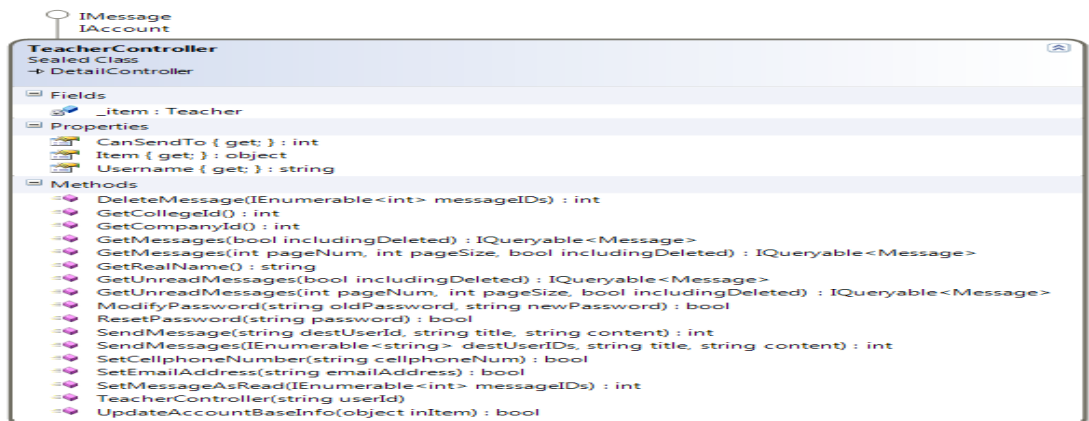 IMessage
IAccount
TeacherController
Sealed Class
DetailController
Fields
_item : Teacher
Properties
CanSendTo { get; } : int
Item { get; } : object
Username { get; } : string
Methods
DeleteMessage(IEnumerable<int> messageIDs) : int
GetCollegeId() : int
GetCompanyId() : int
GetMessages(bool includingDeleted) : IQueryable<Message>
GetMessages(int pageNum, int pageSize, bool includingDeleted) : IQueryable<Message>
GetRealName() : string
GetUnreadMessages(bool includingDeleted) : IQueryable<Message>
GetUnreadMessages(int pageNum, int pageSize, bool includingDeleted) : IQueryable<Message>
ModifyPassword(string oldPassword, string newPassword) : bool
ResetPassword(string password) : bool
SendMessage(string destUserId, string title, string content) : int
SendMessages(IEnumerable<string> destUserIDs, string title, string content) : int
SetCellphoneNumber(string cellphoneNum) : bool
SetEmailAddress(string emailAddress) : bool
SetMessageAsRead(IEnumerable<int> messageIDs) : int
TeacherController(string userId)
UpdateAccountBaseInfo(object inItem) : bool